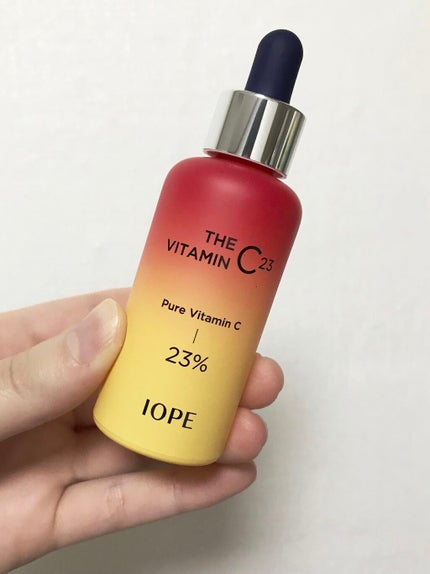 THE
VITAMIN C23
Pure Vitamin C
23%
IOPE